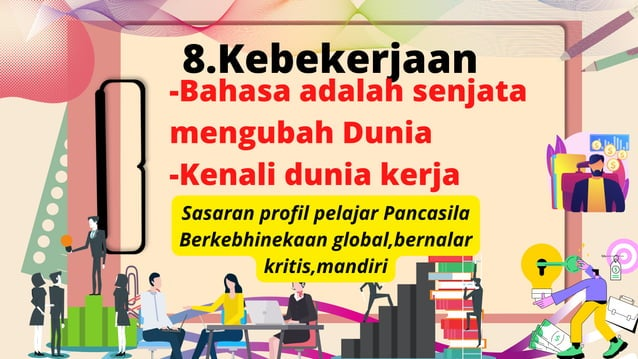 8.Kebekerjaan
-Bahasa adalah senjata
mengubah Dunia
-Kenali dunia kerja
Sasaran profil pelajar Pancasila
Berkebhinekaan global,bernalar
kritis,mandiri